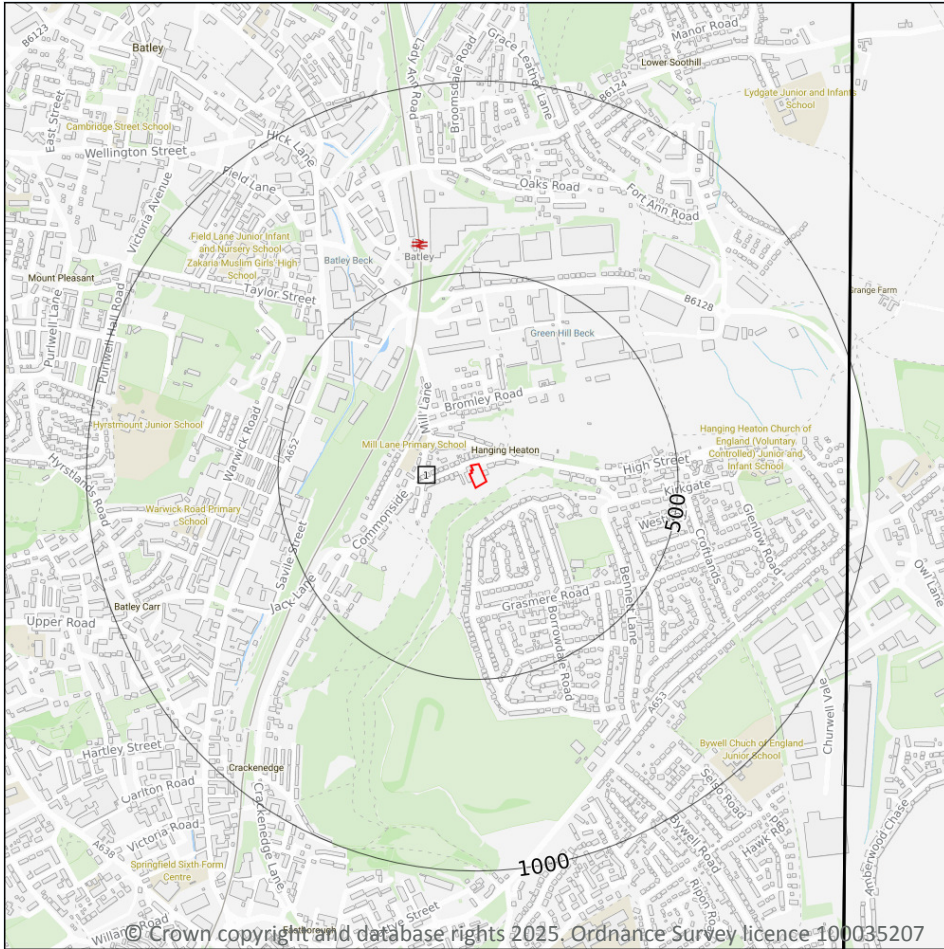 B6123
Batley
Lady Ann Road
Broomsdale Road
Grace Leather Lane
Manor Road
Lower Soothill
B6124
Lydgate Junior and Infants
School
East Street
Cambridge Street School
Wellington Street
Hick Lane
Victoria Avenue
Field Lane
Oaks Road
Fort Ann Road
Field Lane Junior Infant
and Nursery School
Zakaria Muslim Girls' High
School
Batley Beck
Batley
Mount Pleasant
Taylor Street
Purlwell Lane
Purlwell Hall Road
B6128
Grange Farm
Green Hill Beck
Mill Lane
Bromley Road
Hyrstmount Junior School
Warwick Road
A652
Mill Lane Primary School
Hanging Heaton
Hanging Heaton Church of
England (Voluntary
Controlled) Junior and
Infant School
High Street
Kirkgate
1
500
Hyrstlands Road
Commonside
Warwick Road Primary
School
Savile Street
West
Croftlands
Glenlow Road
Owl Lane
Jack Lane
Grasmere Road
Borrowdale Road
Bennett Lane
Batley Carr
Upper Road
A653
Churwell Vale
Hartley Street
Crackenedge
Bywell Chuch of England
Junior School
Carlton Road
Crackenedge Lane
Selso Road
Bywell Road
Hawk Rd
Amberwood Chase
Victoria Road
A638
Springfield Sixth Form
Centre
1000
Ripon Road
Street
Eastborough
© Crown copyright and database rights 2025. Ordnance Survey licence 100035207